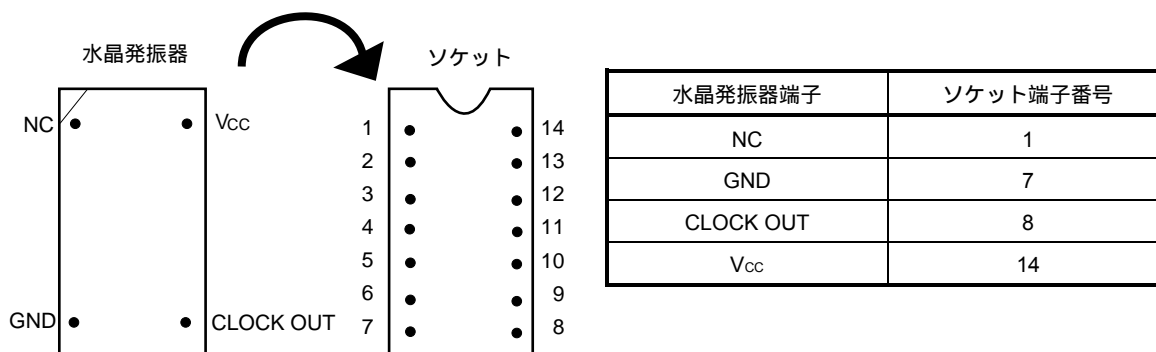 水晶発振器
ソケット
NC
Vcc
GND
CLOCK OUT
1
2
3
4
5
6
7
14
13
12
11
10
9
8
水晶発振器端子 ソケット端子番号
NC 1
GND 7
CLOCK OUT 8
Vcc 14